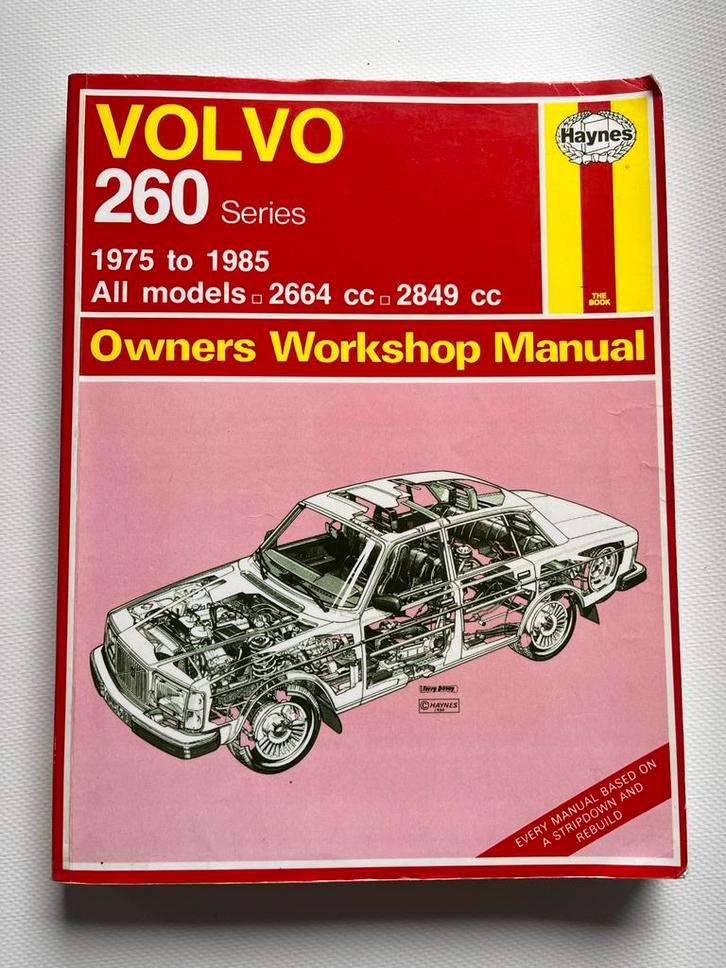 VOLVO
260 Series
1975 to 1985
All models □ 2664 cc □ 2849 cc
Haynes
THE
BOOK
Owners Workshop Manual
Terry Davey
© HAYNES
1980
EVERY MANUAL BASED ON
A STRIPDOWN AND
REBUILD